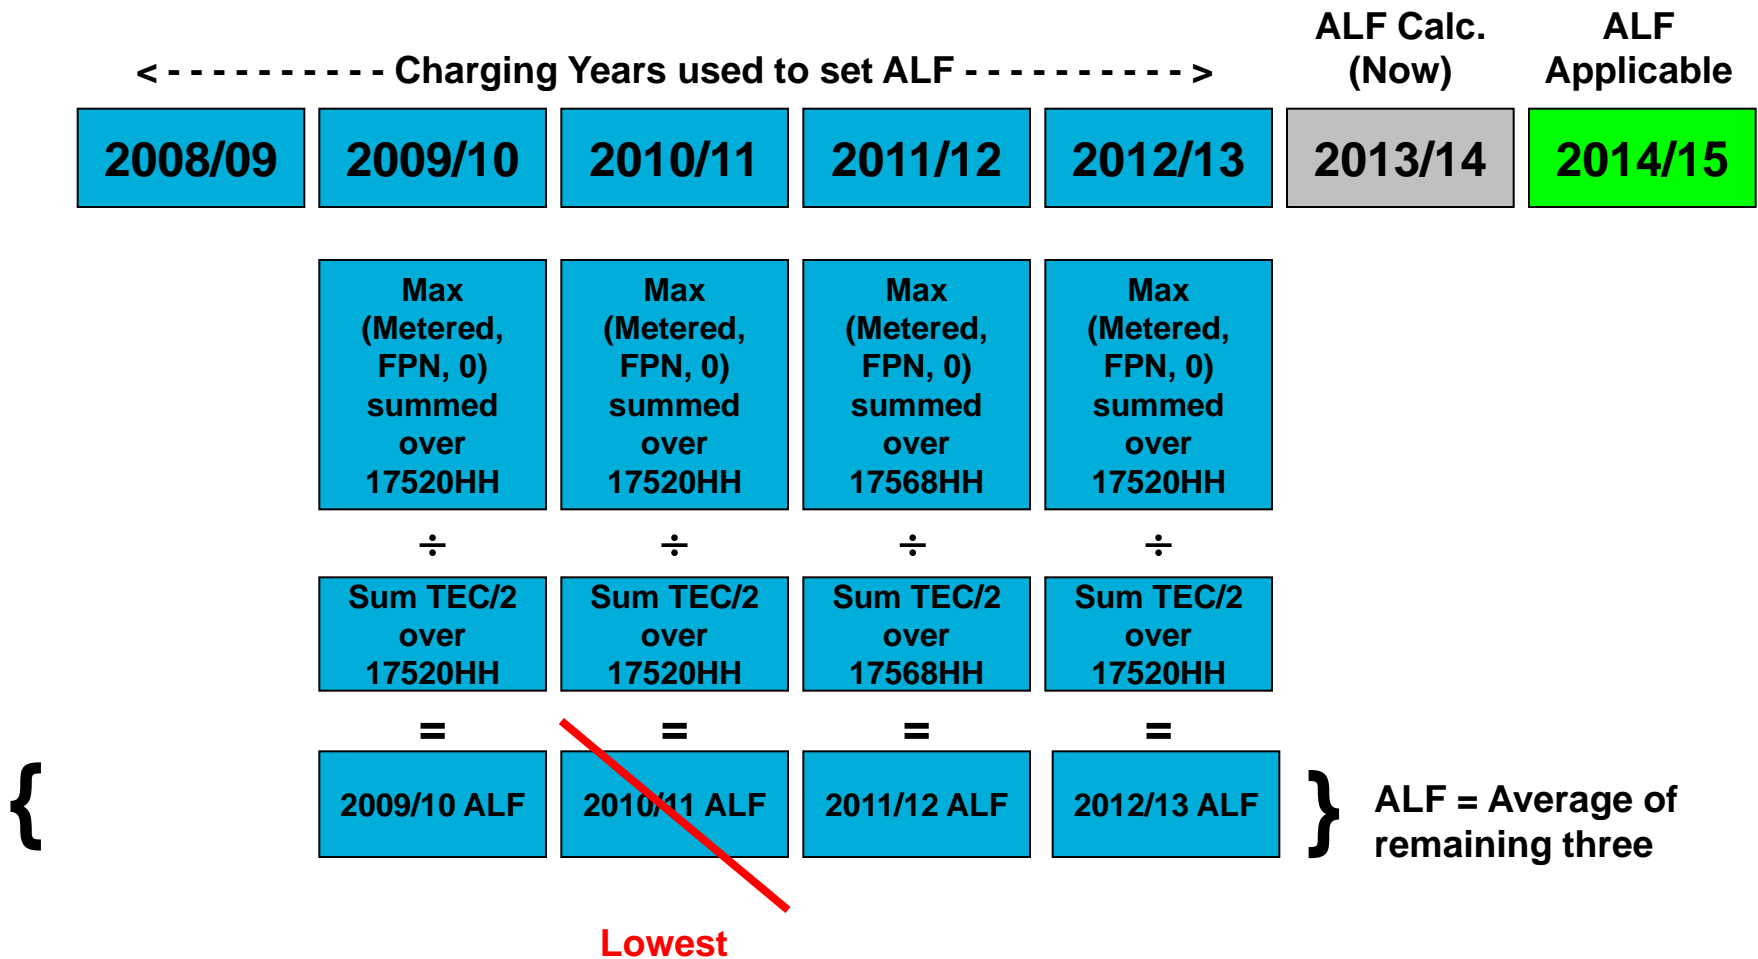 ALF Calc.
(Now)
ALF
Applicable
< - - - - - - - - - - Charging Years used to set ALF - - - - - - - - - - >
2008/09
2009/10
2010/11
2011/12
2012/13
2013/14
2014/15
Max
(Metered,
FPN, 0)
summed
over
17520HH
Max
(Metered,
FPN, 0)
summed
over
17520HH
Max
(Metered,
FPN, 0)
summed
over
17568HH
Max
(Metered,
FPN, 0)
summed
over
17520HH
÷
÷
÷
÷
Sum TEC/2
over
17520HH
Sum TEC/2
over
17520HH
Sum TEC/2
over
17568HH
Sum TEC/2
over
17520HH
=
=
=
=
{
2009/10 ALF
2010/11 ALF
2011/12 ALF
2012/13 ALF
}
ALF = Average of
remaining three
Lowest